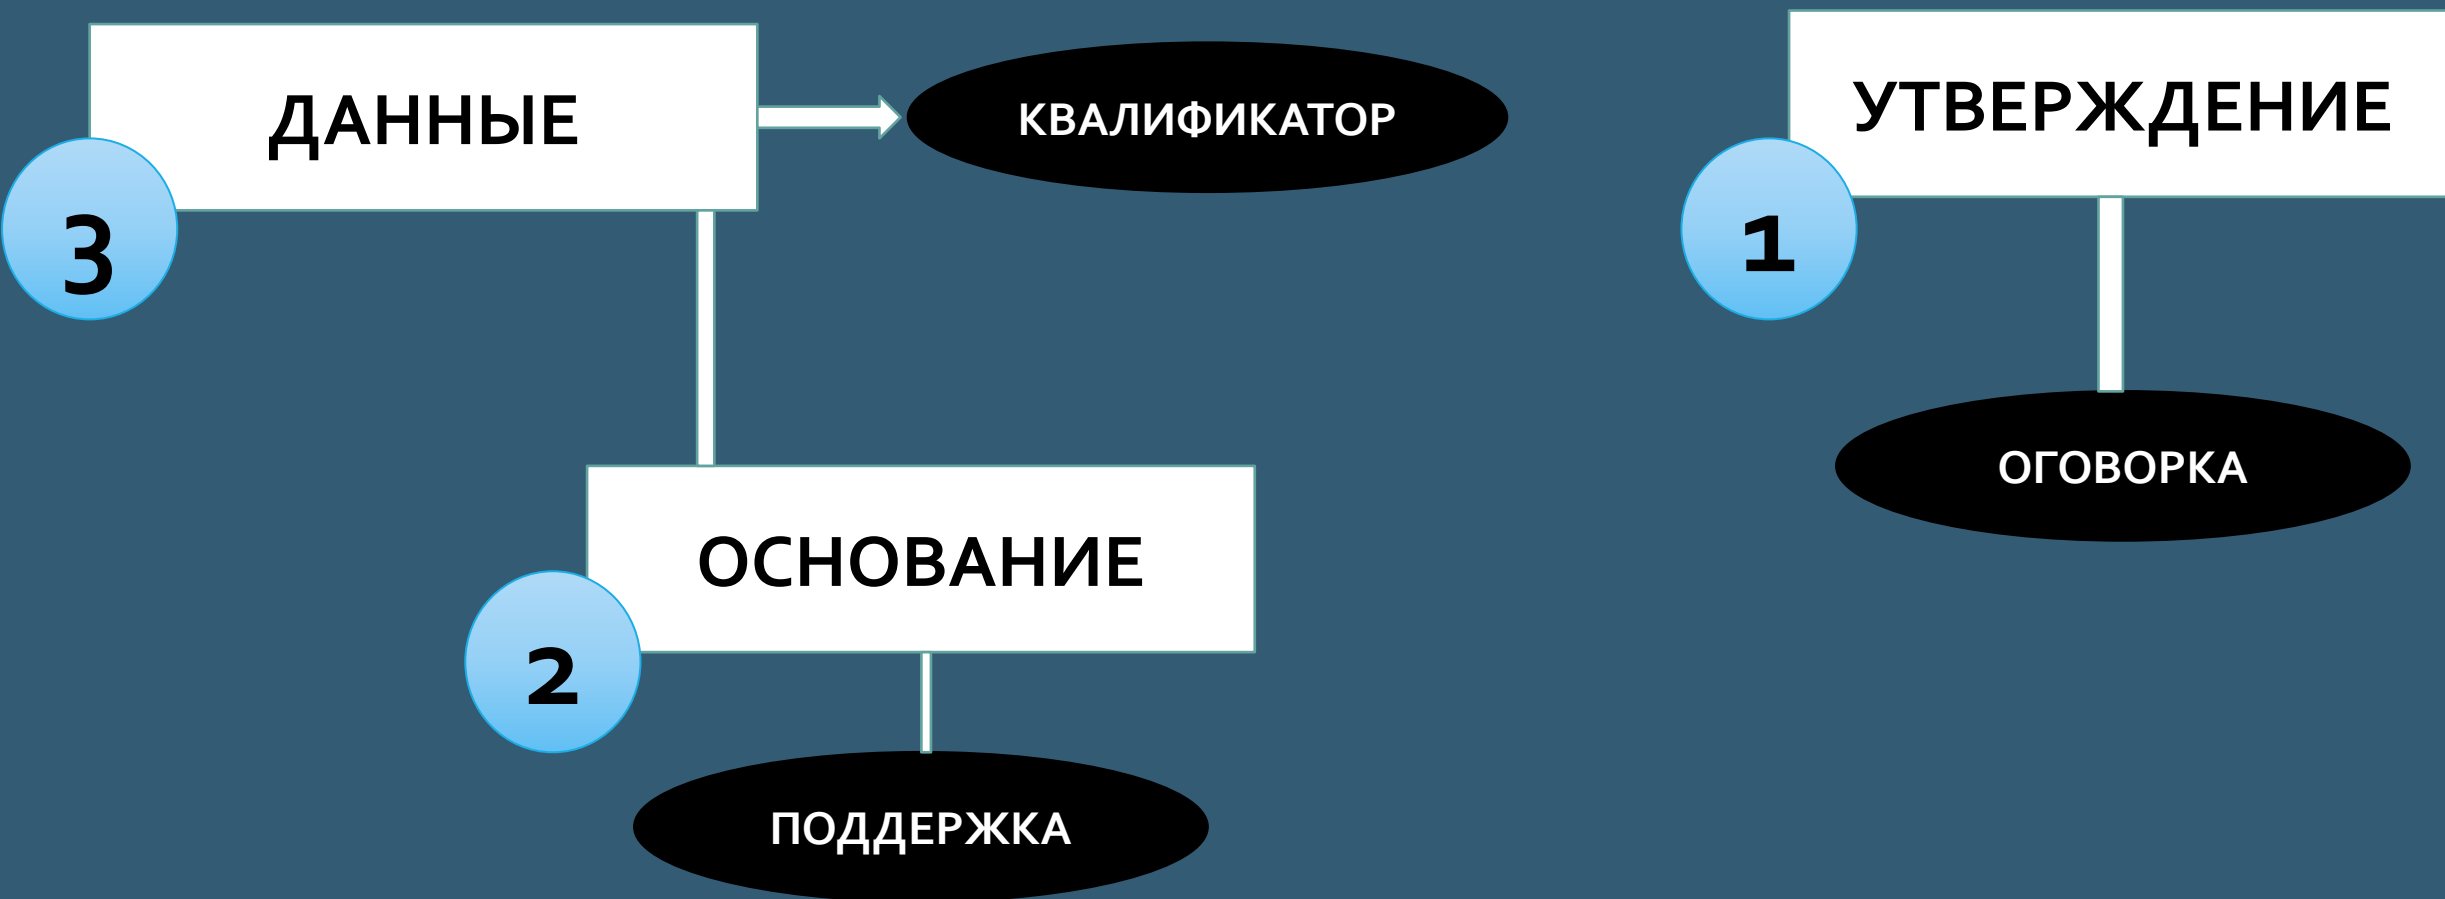 ДАННЫЕ
КВАЛИФИКАТОР
УТВЕРЖДЕНИЕ
3
1
ОГОВОРКА
ОСНОВАНИЕ
2
ПОДДЕРЖКА